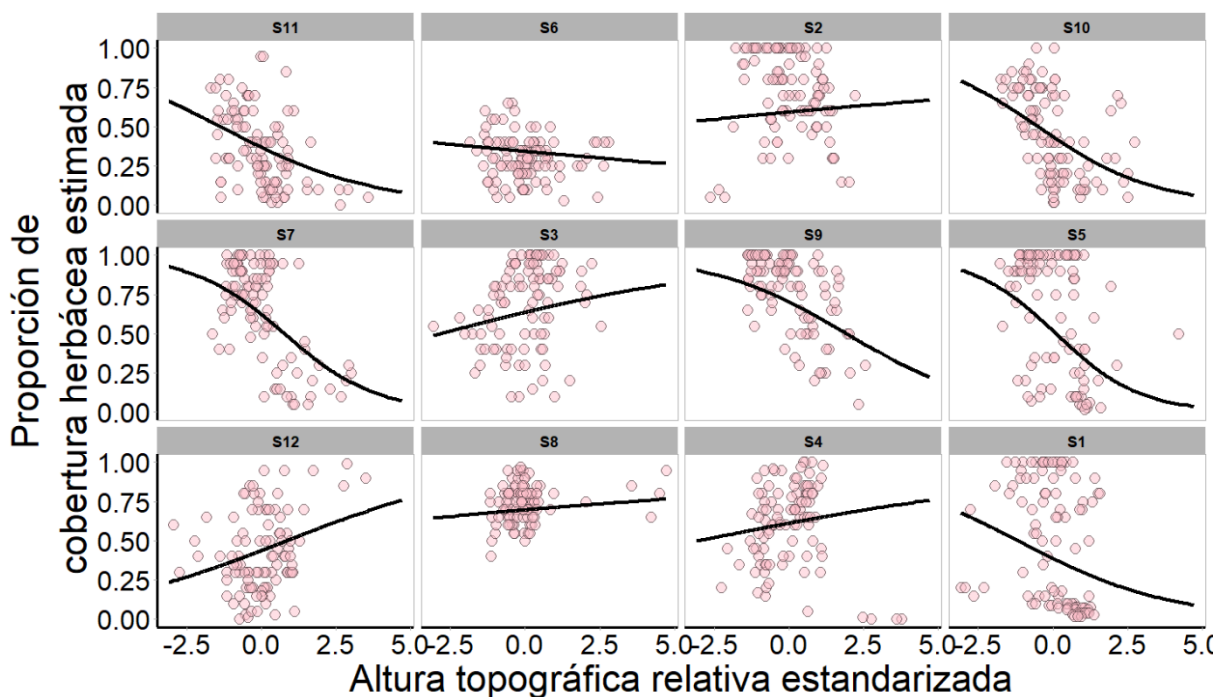 S11 S6 S2 S10
1.00
0.75
0.50
0.25
0.00
S7 S3 S9 S5
1.00
0.75
0.50
0.25
0.00
S12 S8 S4 S1
1.00
0.75
0.50
0.25
0.00
-2.5 0.0 2.5 5.0 -2.5 0.0 2.5 5.0 -2.5 0.0 2.5 5.0 -2.5 0.0 2.5 5.0
Proporción de
cobertura herbácea estimada
Altura topográfica relativa estandarizada